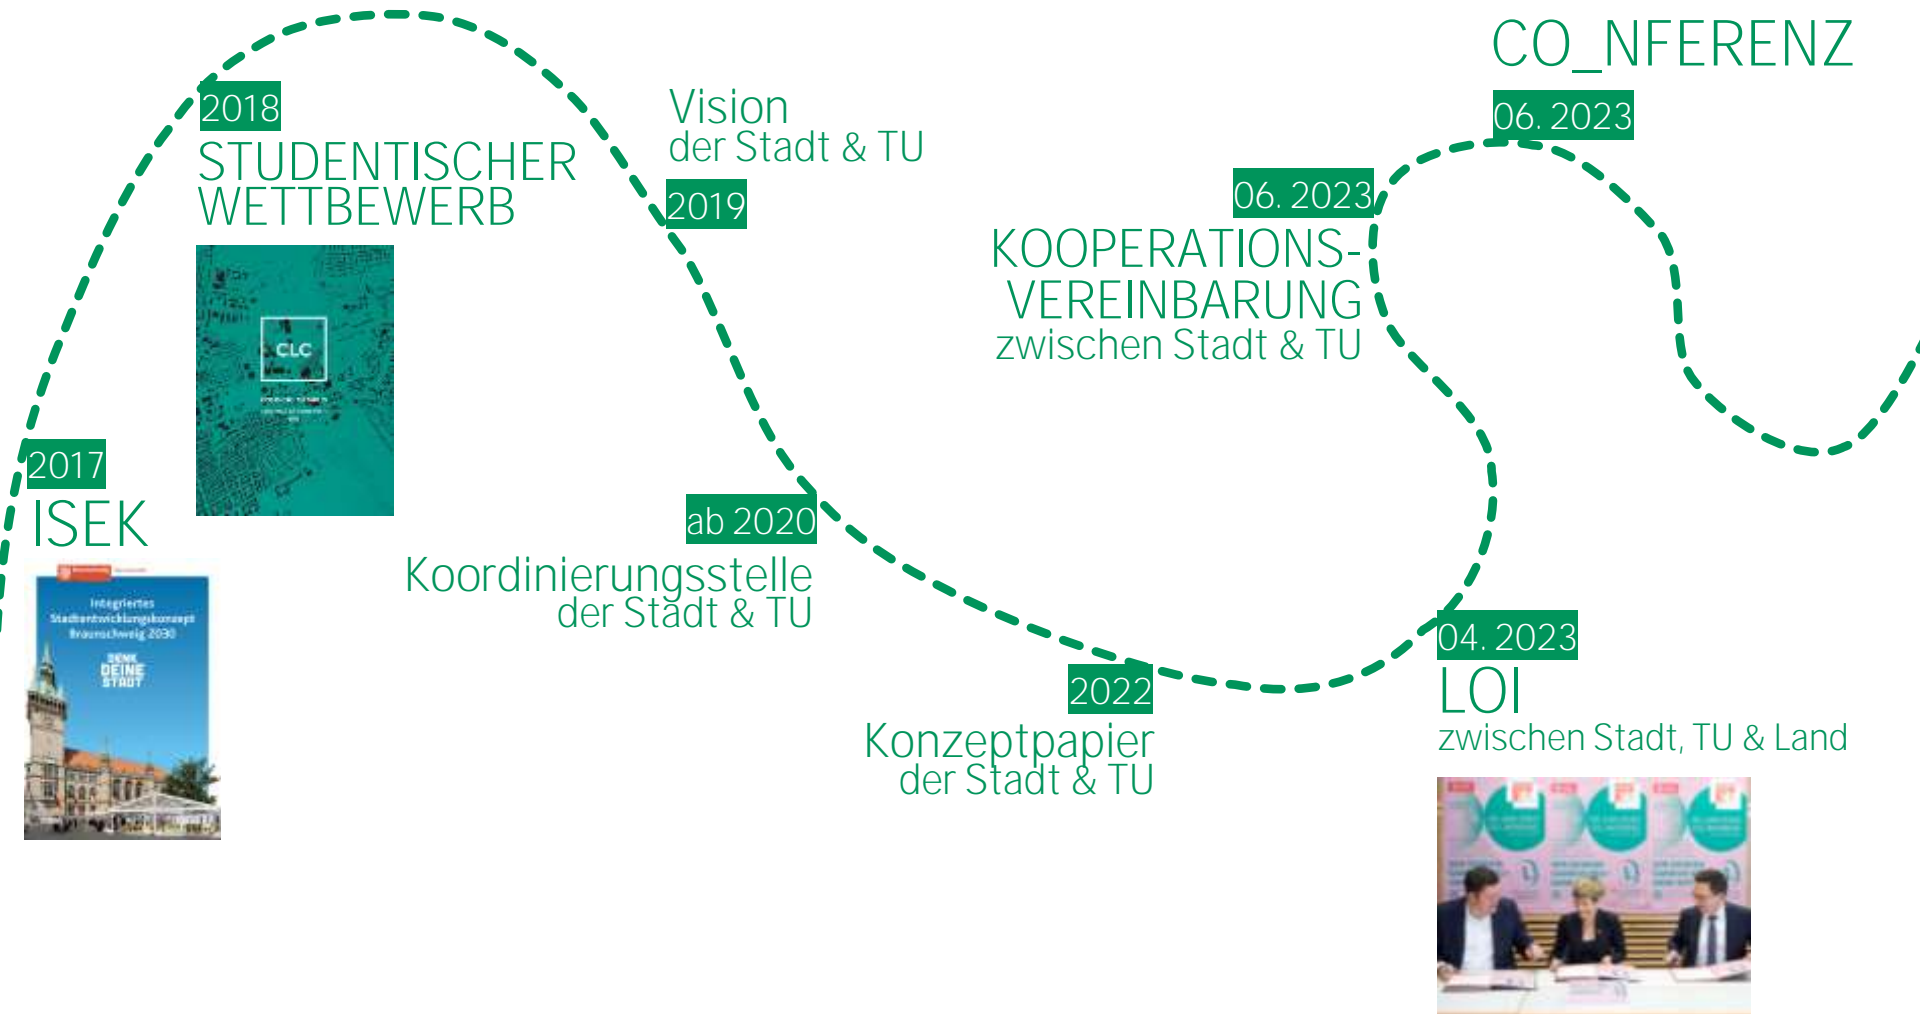 2017
ISEK
Integriertes
Stadtentwicklungskonzept
Braunschweig 2030
DENK
DEINE
STADT
2018
STUDENTISCHER
WETTBEWERB
CLC
Vision
der Stadt & TU
2019
ab 2020
Koordinierungsstelle
der Stadt & TU
2022
Konzeptpapier
der Stadt & TU
04. 2023
LOI
zwischen Stadt, TU & Land
06. 2023
KOOPERATIONS-
VEREINBARUNG
zwischen Stadt & TU
CO_NFERENZ
06. 2023